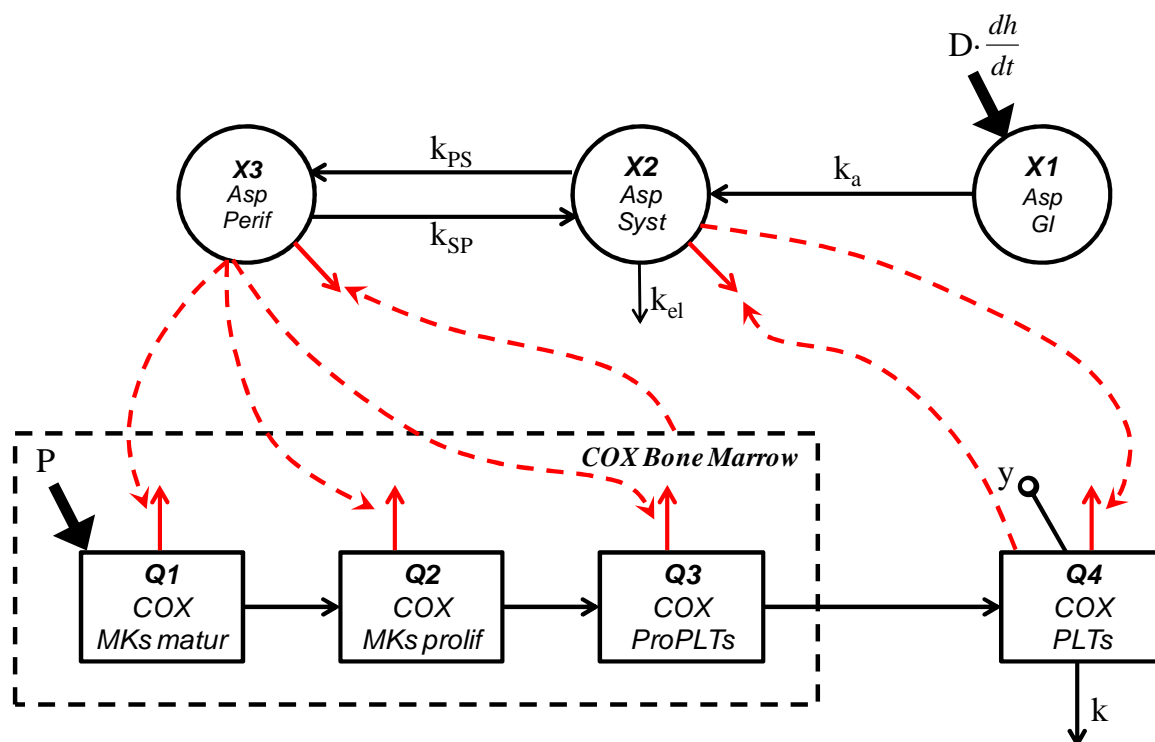 D· dh
dt
k_PS
k_SP
k_a
k_el
X3
Asp
Perif
X2
Asp
Syst
X1
Asp
GI
COX Bone Marrow
P
y
Q1
COX
MKs matur
Q2
COX
MKs prolif
Q3
COX
ProPLTs
Q4
COX
PLTs
k